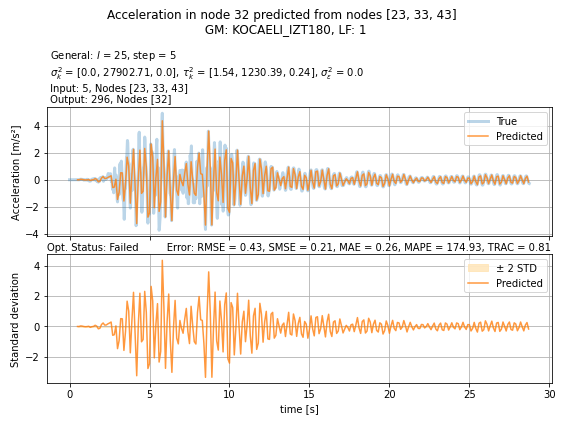 Acceleration in node 32 predicted from nodes [23, 33, 43]
GM: KOCAELI_IZT180, LF: 1
General: l = 25, step = 5
σ²ₖ = [0.0, 27902.71, 0.0], τ²ₖ = [1.54, 1230.39, 0.24], σ²ₑ = 0.0
Input: 5, Nodes [23, 33, 43]
Output: 296, Nodes [32]
Acceleration [m/s²]
4
2
0
−2
−4
True
Predicted
Opt. Status: Failed
Error: RMSE = 0.43, SMSE = 0.21, MAE = 0.26, MAPE = 174.93, TRAC = 0.81
Standard deviation
4
2
0
−2
± 2 STD
Predicted
0 5 10 15 20 25 30
time [s]